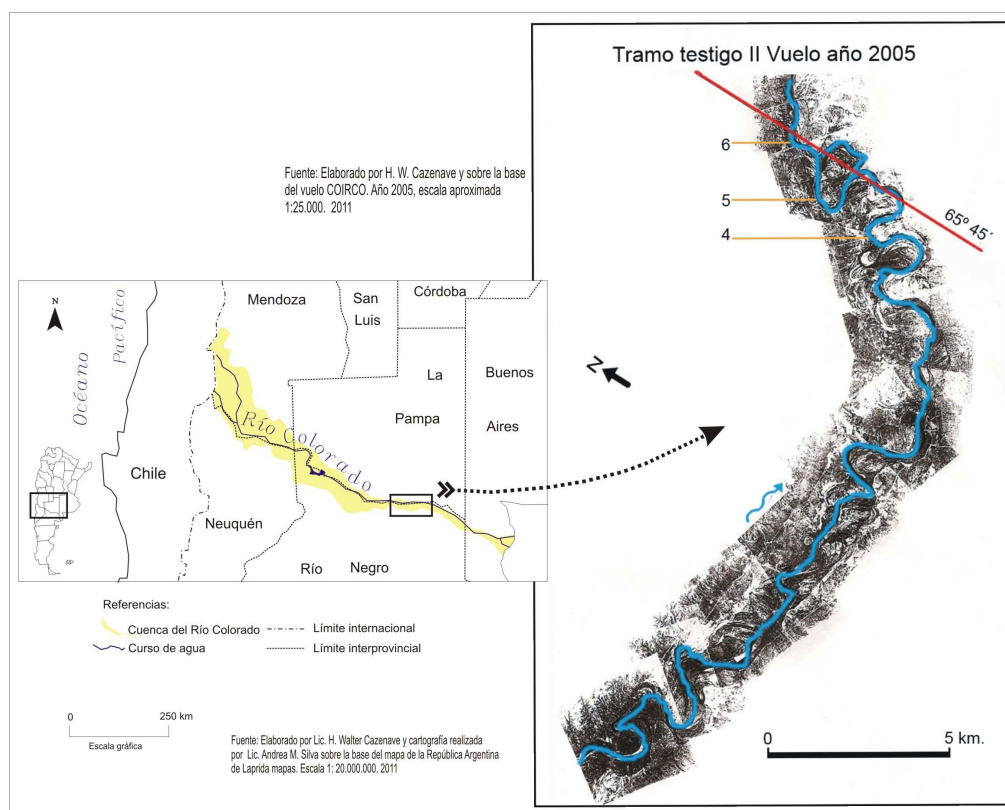 Tramo testigo II Vuelo año 2005
6
5
4
65º 45´
Fuente: Elaborado por H. W. Cazenave y sobre la base
del vuelo COIRCO. Año 2005, escala aproximada
1:25.000.  2011
N
Océano
Pacífico
Chile
Mendoza
San
Luis
Córdoba
La
Pampa
Buenos
Aires
Río Colorado
Neuquén
Río Negro
N
Referencias:
Cuenca del Río Colorado
Límite internacional
Curso de agua
Límite interprovincial
0 250 km
Escala gráfica
Fuente: Elaborado por Lic. H. Walter Cazenave y cartografía realizada
por  Lic. Andrea M. Silva sobre la base del mapa de la República Argentina
de Laprida mapas. Escala 1: 20.000.000. 2011
0 5 km.